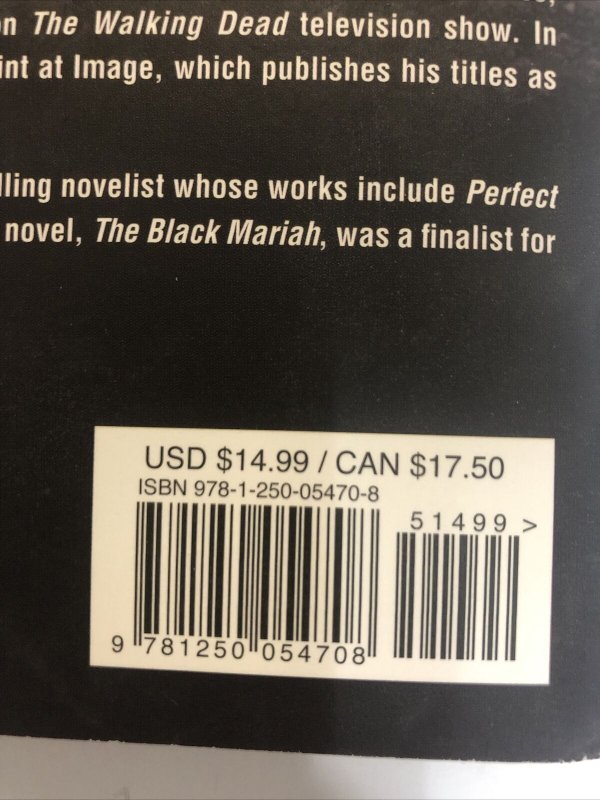 n The Walking Dead television show. In
int at Image, which publishes his titles as
lling novelist whose works include Perfect
novel, The Black Mariah, was a finalist for
USD $14.99 / CAN $17.50
ISBN 978-1-250-05470-8
51499 >
9 781250 054708